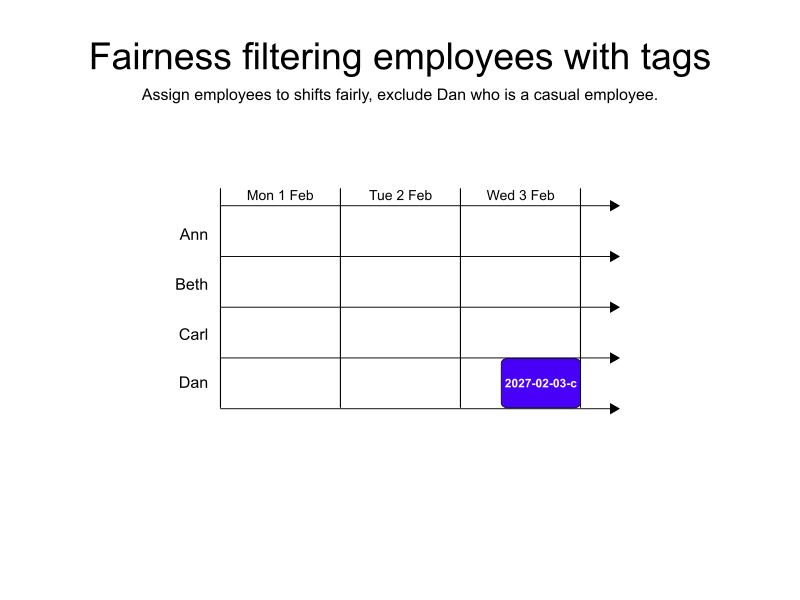 Fairness filtering employees with tags
Assign employees to shifts fairly, exclude Dan who is a casual employee.
Mon 1 Feb
Tue 2 Feb
Wed 3 Feb
Ann
Beth
Carl
Dan
2027-02-03-c